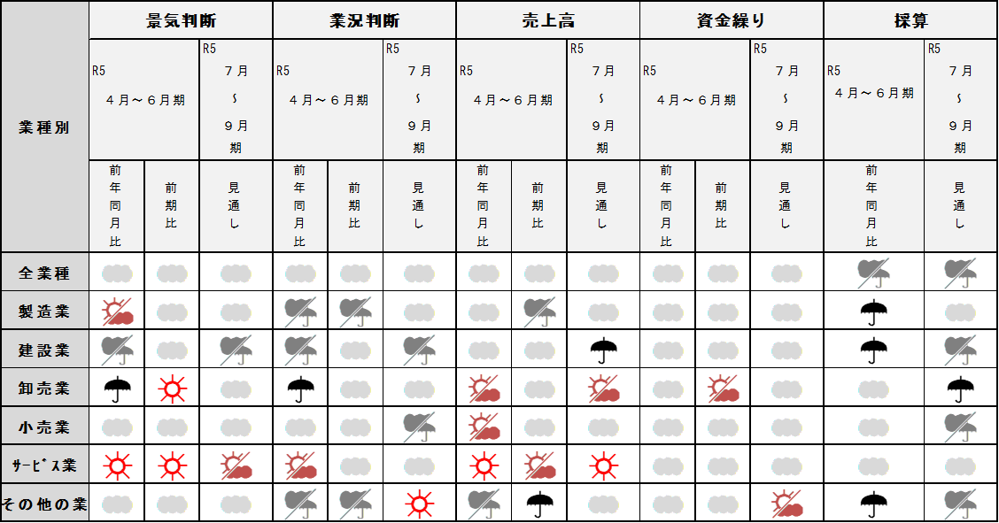 業種別
景気判断
業況判断
売上高
資金繰り
採算
R5
４月～６月期
R5
７月
～
９月
期
R5
４月～６月期
R5
７月
～
９月
期
R5
４月～６月期
R5
７月
～
９月
期
R5
４月～６月期
R5
７月
～
９月
期
R5
４月～６月期
R5
７月
～
９月
期
前年同月比
前期比
見通し
前年同月比
前期比
見通し
前年同月比
前期比
見通し
前年同月比
前期比
見通し
前年同月比
見通し
全業種
製造業
建設業
卸売業
小売業
ｻｰﾋﾞｽ業
その他の業